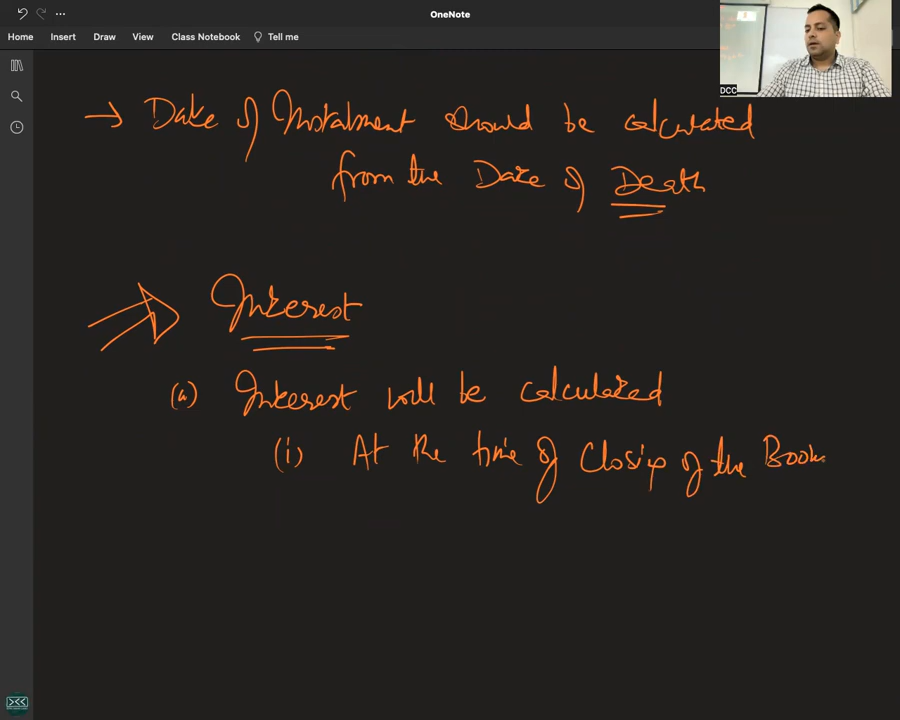 OneNote
Home Insert Draw View Class Notebook Tell me
DCC
→ Date of Instalment should be calculated
from the Date of Death
⇒ Interest
(a) Interest will be calculated
(i) At the time of Closing of the Books